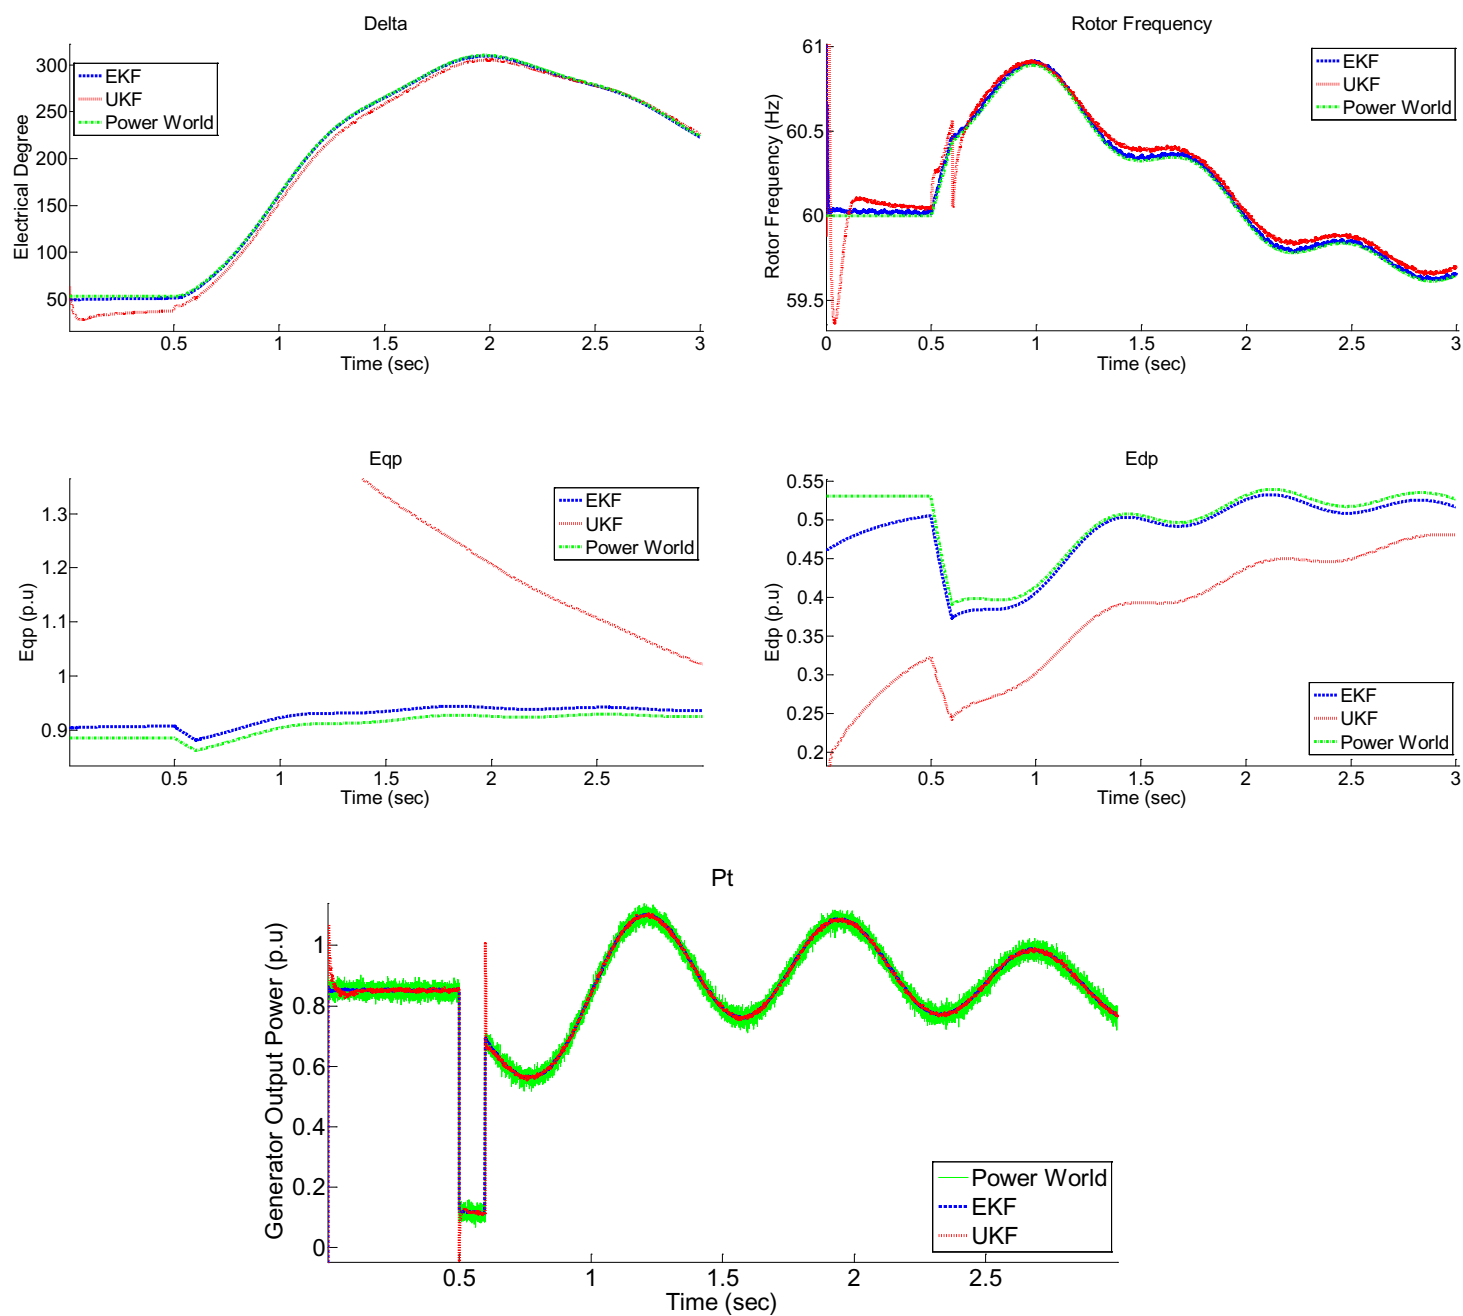 Delta
Electrical Degree
300
250
200
150
100
50
EKF
UKF
Power World
0.5 1 1.5 2 2.5 3
Time (sec)
Rotor Frequency
Rotor Frequency (Hz)
61
60.5
60
59.5
EKF
UKF
Power World
0 0.5 1 1.5 2 2.5 3
Time (sec)
Eqp
Eqp (p.u)
1.3
1.2
1.1
1
0.9
EKF
UKF
Power World
0.5 1 1.5 2 2.5
Time (sec)
Edp
Edp (p.u)
0.55
0.5
0.45
0.4
0.35
0.3
0.25
0.2
EKF
UKF
Power World
0.5 1 1.5 2 2.5 3
Time (sec)
Pt
Generator Output Power (p.u)
1
0.8
0.6
0.4
0.2
0
Power World
EKF
UKF
0.5 1 1.5 2 2.5
Time (sec)